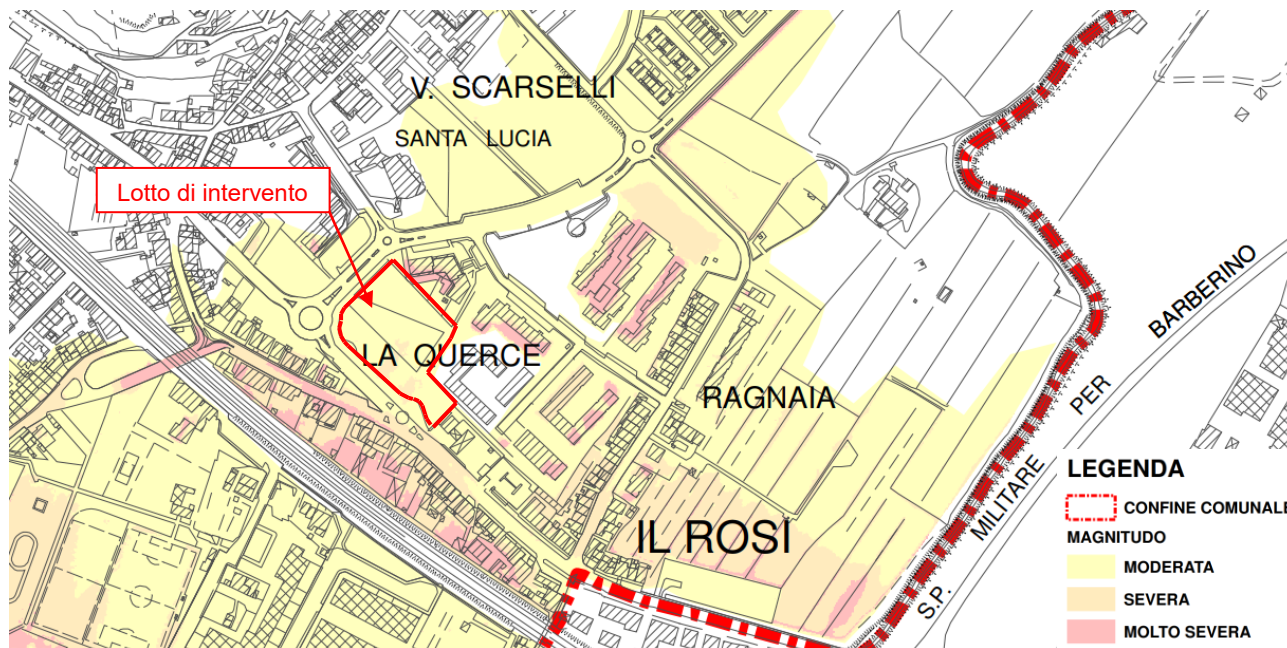 V. SCARSELLI
SANTA LUCIA
Lotto di intervento
LA QUERCE
RAGNAIA
IL ROSI
S.P. MILITARE PER BARBERINO
LEGENDA
CONFINE COMUNALE
MAGNITUDO
MODERATA
SEVERA
MOLTO SEVERA